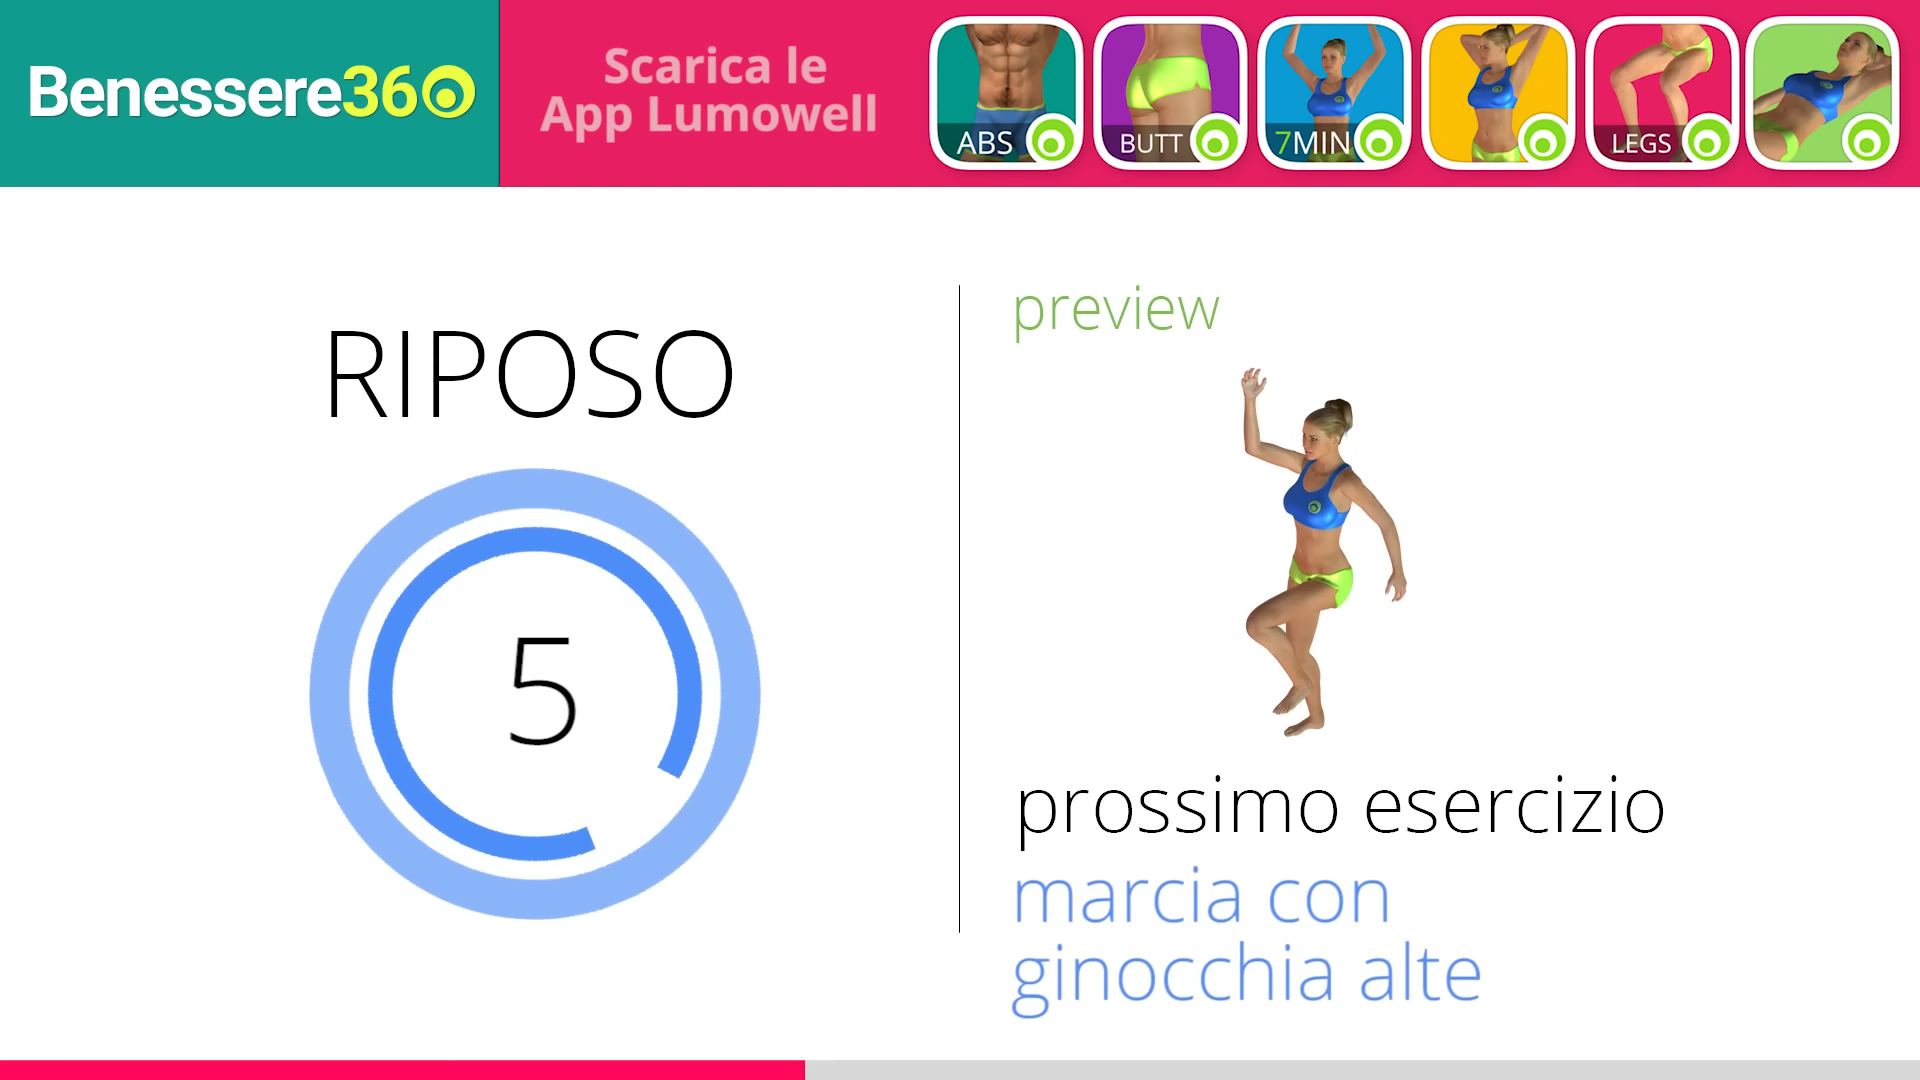 Benessere360
Scarica le
App Lumowell
ABS
BUTT
7MIN
LEGS
RIPOSO
5
preview
prossimo esercizio
marcia con
ginocchia alte